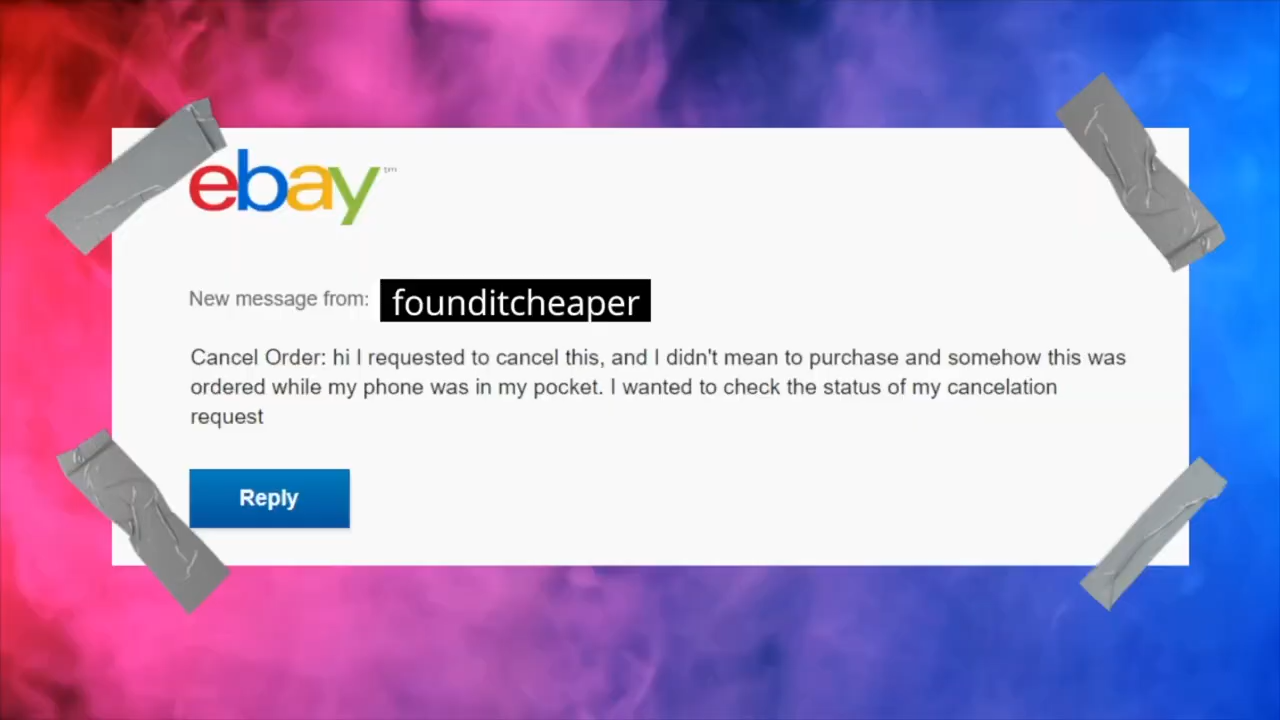 ebay™
New message from: founditcheaper
Cancel Order: hi I requested to cancel this, and I didn't mean to purchase and somehow this was
ordered while my phone was in my pocket. I wanted to check the status of my cancelation
request
Reply